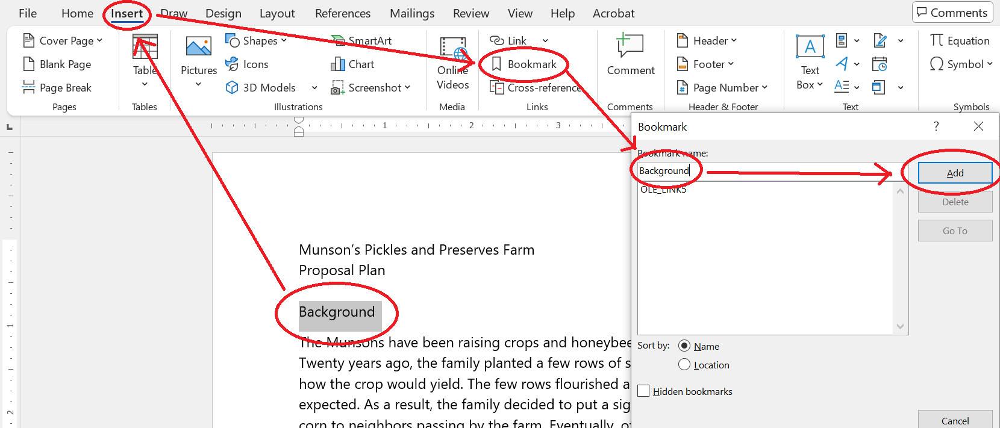 File Home Insert Draw Design Layout References Mailings Review View Help Acrobat Comments
Cover Page Shapes SmartArt Link Header Equation
Blank Page Icons Chart Bookmark Footer Symbol
Table Pictures Online Videos Comment Text Box
Page Break 3D Models Screenshot Cross-reference Page Number
Pages Tables Illustrations Media Links Comments Header & Footer Text Symbols
1 2 3
Bookmark ?
Bookmark name:
Background Add
OLE_LINK5
Delete
Go To
Munson's Pickles and Preserves Farm
Proposal Plan
Background
The Munsons have been raising crops and honeybee
Twenty years ago, the family planted a few rows of s
how the crop would yield. The few rows flourished a
expected. As a result, the family decided to put a sig
corn to neighbors passing by the farm. Eventually, of
Sort by: Name
Location
Hidden bookmarks
Cancel
1
2